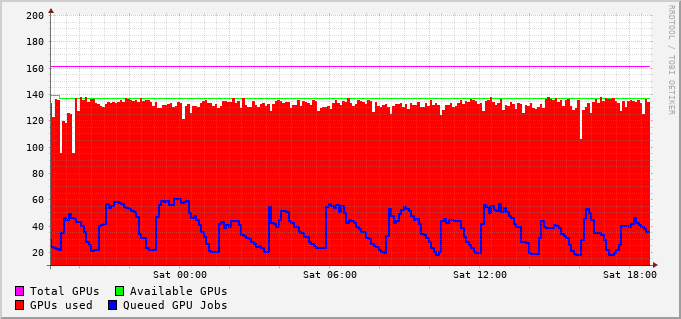 200
180
160
140
120
100
80
60
40
20
Sat 00:00 Sat 06:00 Sat 12:00 Sat 18:00
Total GPUs Available GPUs
GPUs used Queued GPU Jobs
RRDTOOL / TOBI OETIKER